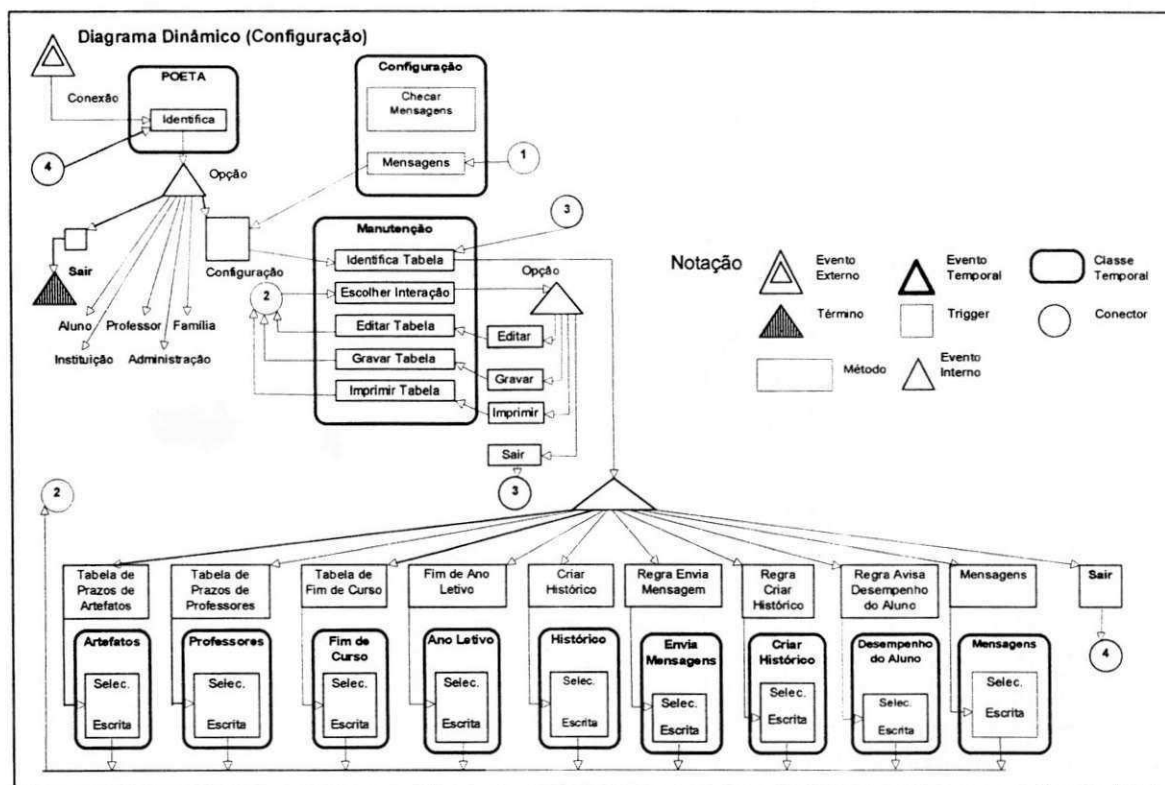 Diagrama Dinâmico (Configuração)
POETA
Conexão
Identifica
4
Opção
Sair
Aluno
Professor
Família
Instituição
Administração
Configuração
Configuração
Checar
Mensagens
Mensagens
1
3
Manutenção
Identifica Tabela
Escolher Interação
Editar Tabela
Gravar Tabela
Imprimir Tabela
2
Opção
Editar
Gravar
Imprimir
Sair
3
Notação
Evento
Externo
Evento
Temporal
Classe
Temporal
Término
Trigger
Conector
Método
Evento
Interno
2
Tabela de
Prazos de
Artefatos
Tabela de
Prazos de
Professores
Tabela de
Fim de Curso
Fim de Ano
Letivo
Criar
Histórico
Regra Envia
Mensagem
Regra
Criar
Histórico
Regra Avisa
Desempenho
do Aluno
Mensagens
Sair
4
Artefatos
Selec.
Escrita
Professores
Selec.
Escrita
Fim de
Curso
Selec.
Escrita
Ano Letivo
Selec.
Escrita
Histórico
Selec.
Escrita
Envia
Mensagens
Selec.
Escrita
Criar
Histórico
Selec.
Escrita
Desempenho
do Aluno
Selec.
Escrita
Mensagens
Selec.
Escrita